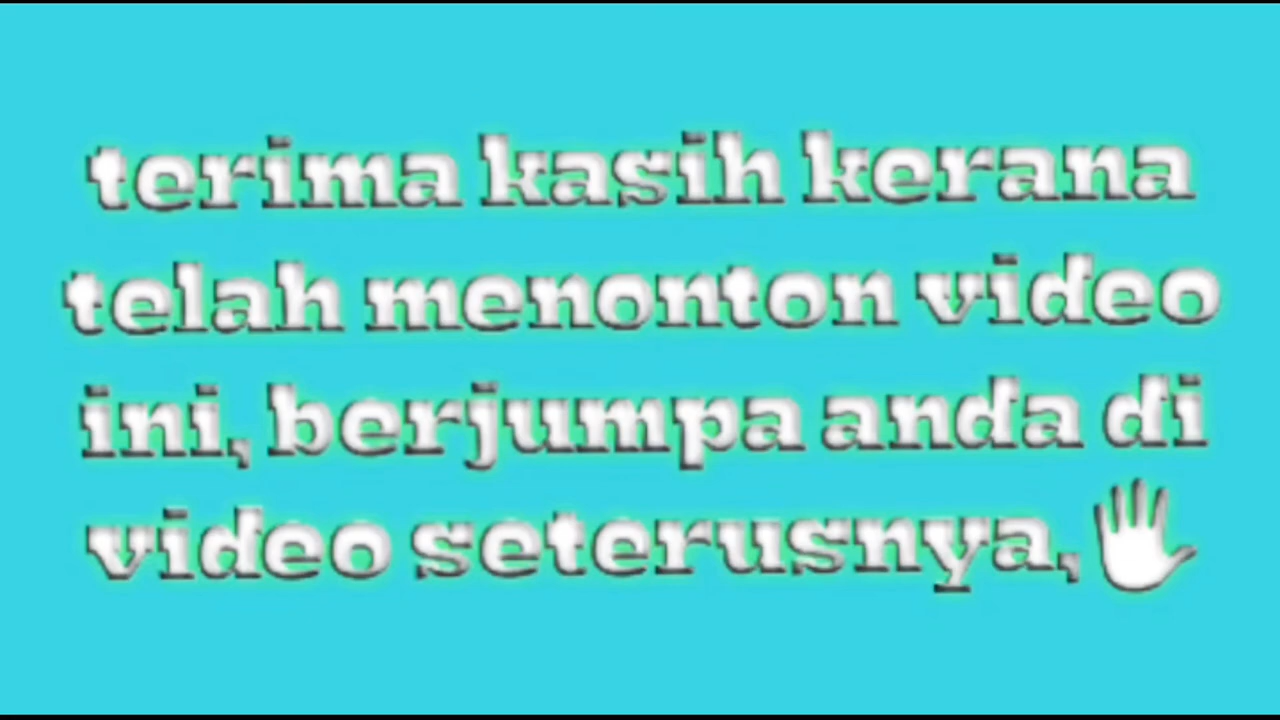 terima kasih kerana
telah menonton video
ini, berjumpa anda di
video seterusnya,🖐